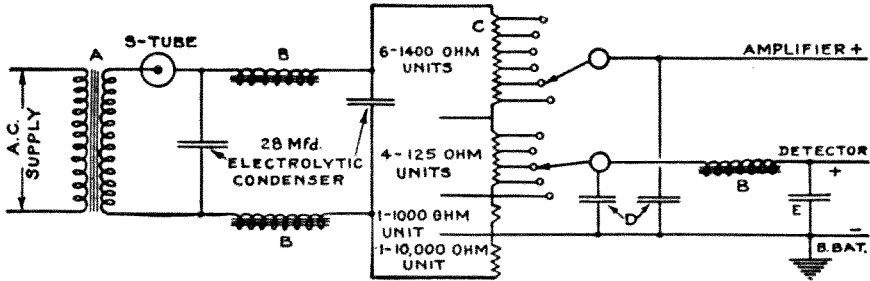 A
S-TUBE
B
C
6-1400 OHM
UNITS
AMPLIFIER +
A.C.
SUPPLY
28 Mfd.
ELECTROLYTIC
CONDENSER
4-125 OHM
UNITS
DETECTOR
+
B
B
1-1000 OHM
UNIT
1-10,000 OHM
UNIT
D
E
-
B.BAT.